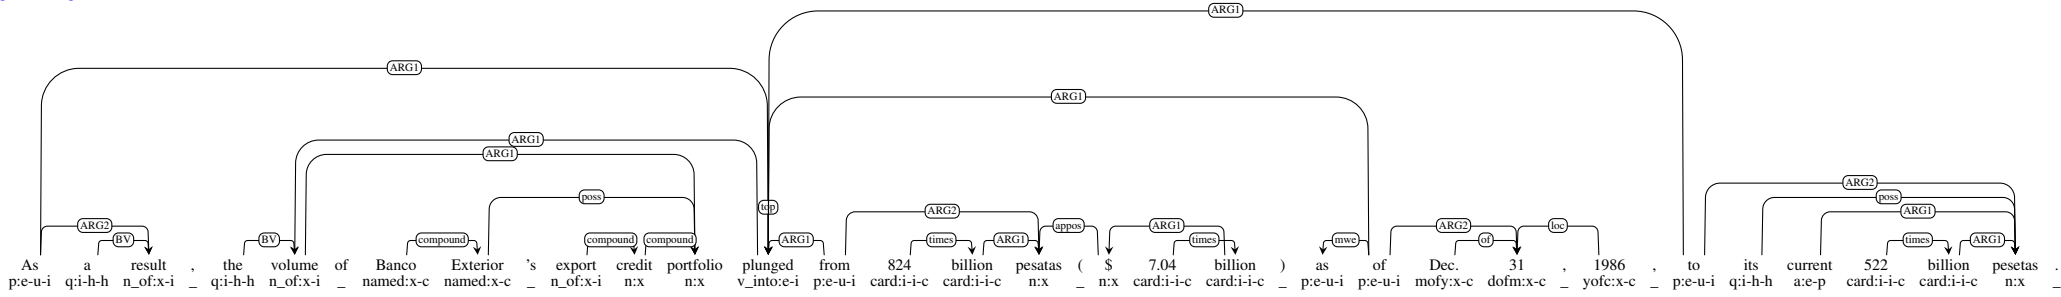 ARG1
ARG1
ARG1
ARG1
ARG1
ARG2
poss
poss
top
ARG2
ARG1
ARG2
appos
ARG1
ARG2
loc
BV
BV
compound
compound
compound
ARG1
times
ARG1
times
mwe
of
times
ARG1
As a result , the volume of Banco Exterior 's export credit portfolio plunged from 824 billion pesatas ( $ 7.04 billion ) as of Dec. 31 , 1986 , to its current 522 billion pesetas .
p:e-u-i q:i-h-h n_of:x-i _ q:i-h-h n_of:x-i _ named:x-c named:x-c _ n_of:x-i n:x n:x v_into:e-i p:e-u-i card:i-i-c card:i-i-c n:x _ n:x card:i-i-c card:i-i-c _ p:e-u-i p:e-u-i mofy:x-c dofm:x-c _ yofc:x-c _ p:e-u-i q:i-h-h a:e-p card:i-i-c card:i-i-c n:x _